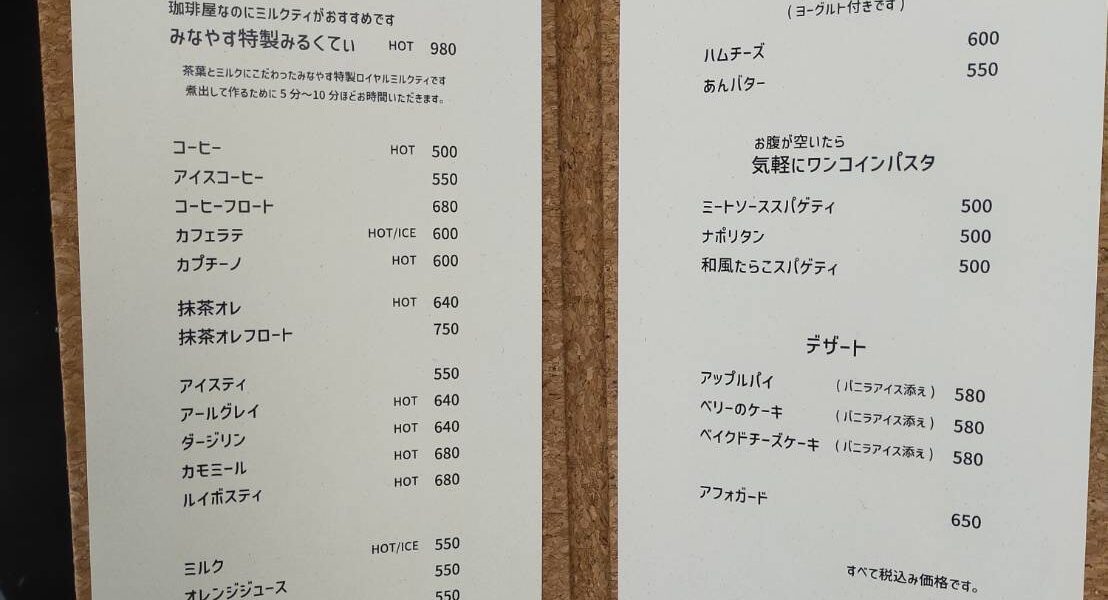 珈琲屋なのにミルクティがおすすめです
みなやす特製みるくてぃ HOT 980
茶葉とミルクにこだわったみなやす特製ロイヤルミルクティです
煮出して作るために5分～10分ほどお時間いただきます。
コーヒー HOT 500
アイスコーヒー 550
コーヒーフロート 680
カフェラテ HOT/ICE 600
カプチーノ HOT 600
抹茶オレ HOT 640
抹茶オレフロート 750
アイスティ 550
アールグレイ HOT 640
ダージリン HOT 640
カモミール HOT 680
ルイボスティ HOT 680
ミルク HOT/ICE 550
オレンジジュース 550
550
(ヨーグルト付きです)
ハムチーズ 600
あんバター 550
お腹が空いたら
気軽にワンコインパスタ
ミートソーススパゲティ 500
ナポリタン 500
和風たらこスパゲティ 500
デザート
アップルパイ (バニラアイス添え) 580
ベリーのケーキ (バニラアイス添え) 580
ベイクドチーズケーキ (バニラアイス添え) 580
アフォガード 650
すべて税込み価格です。